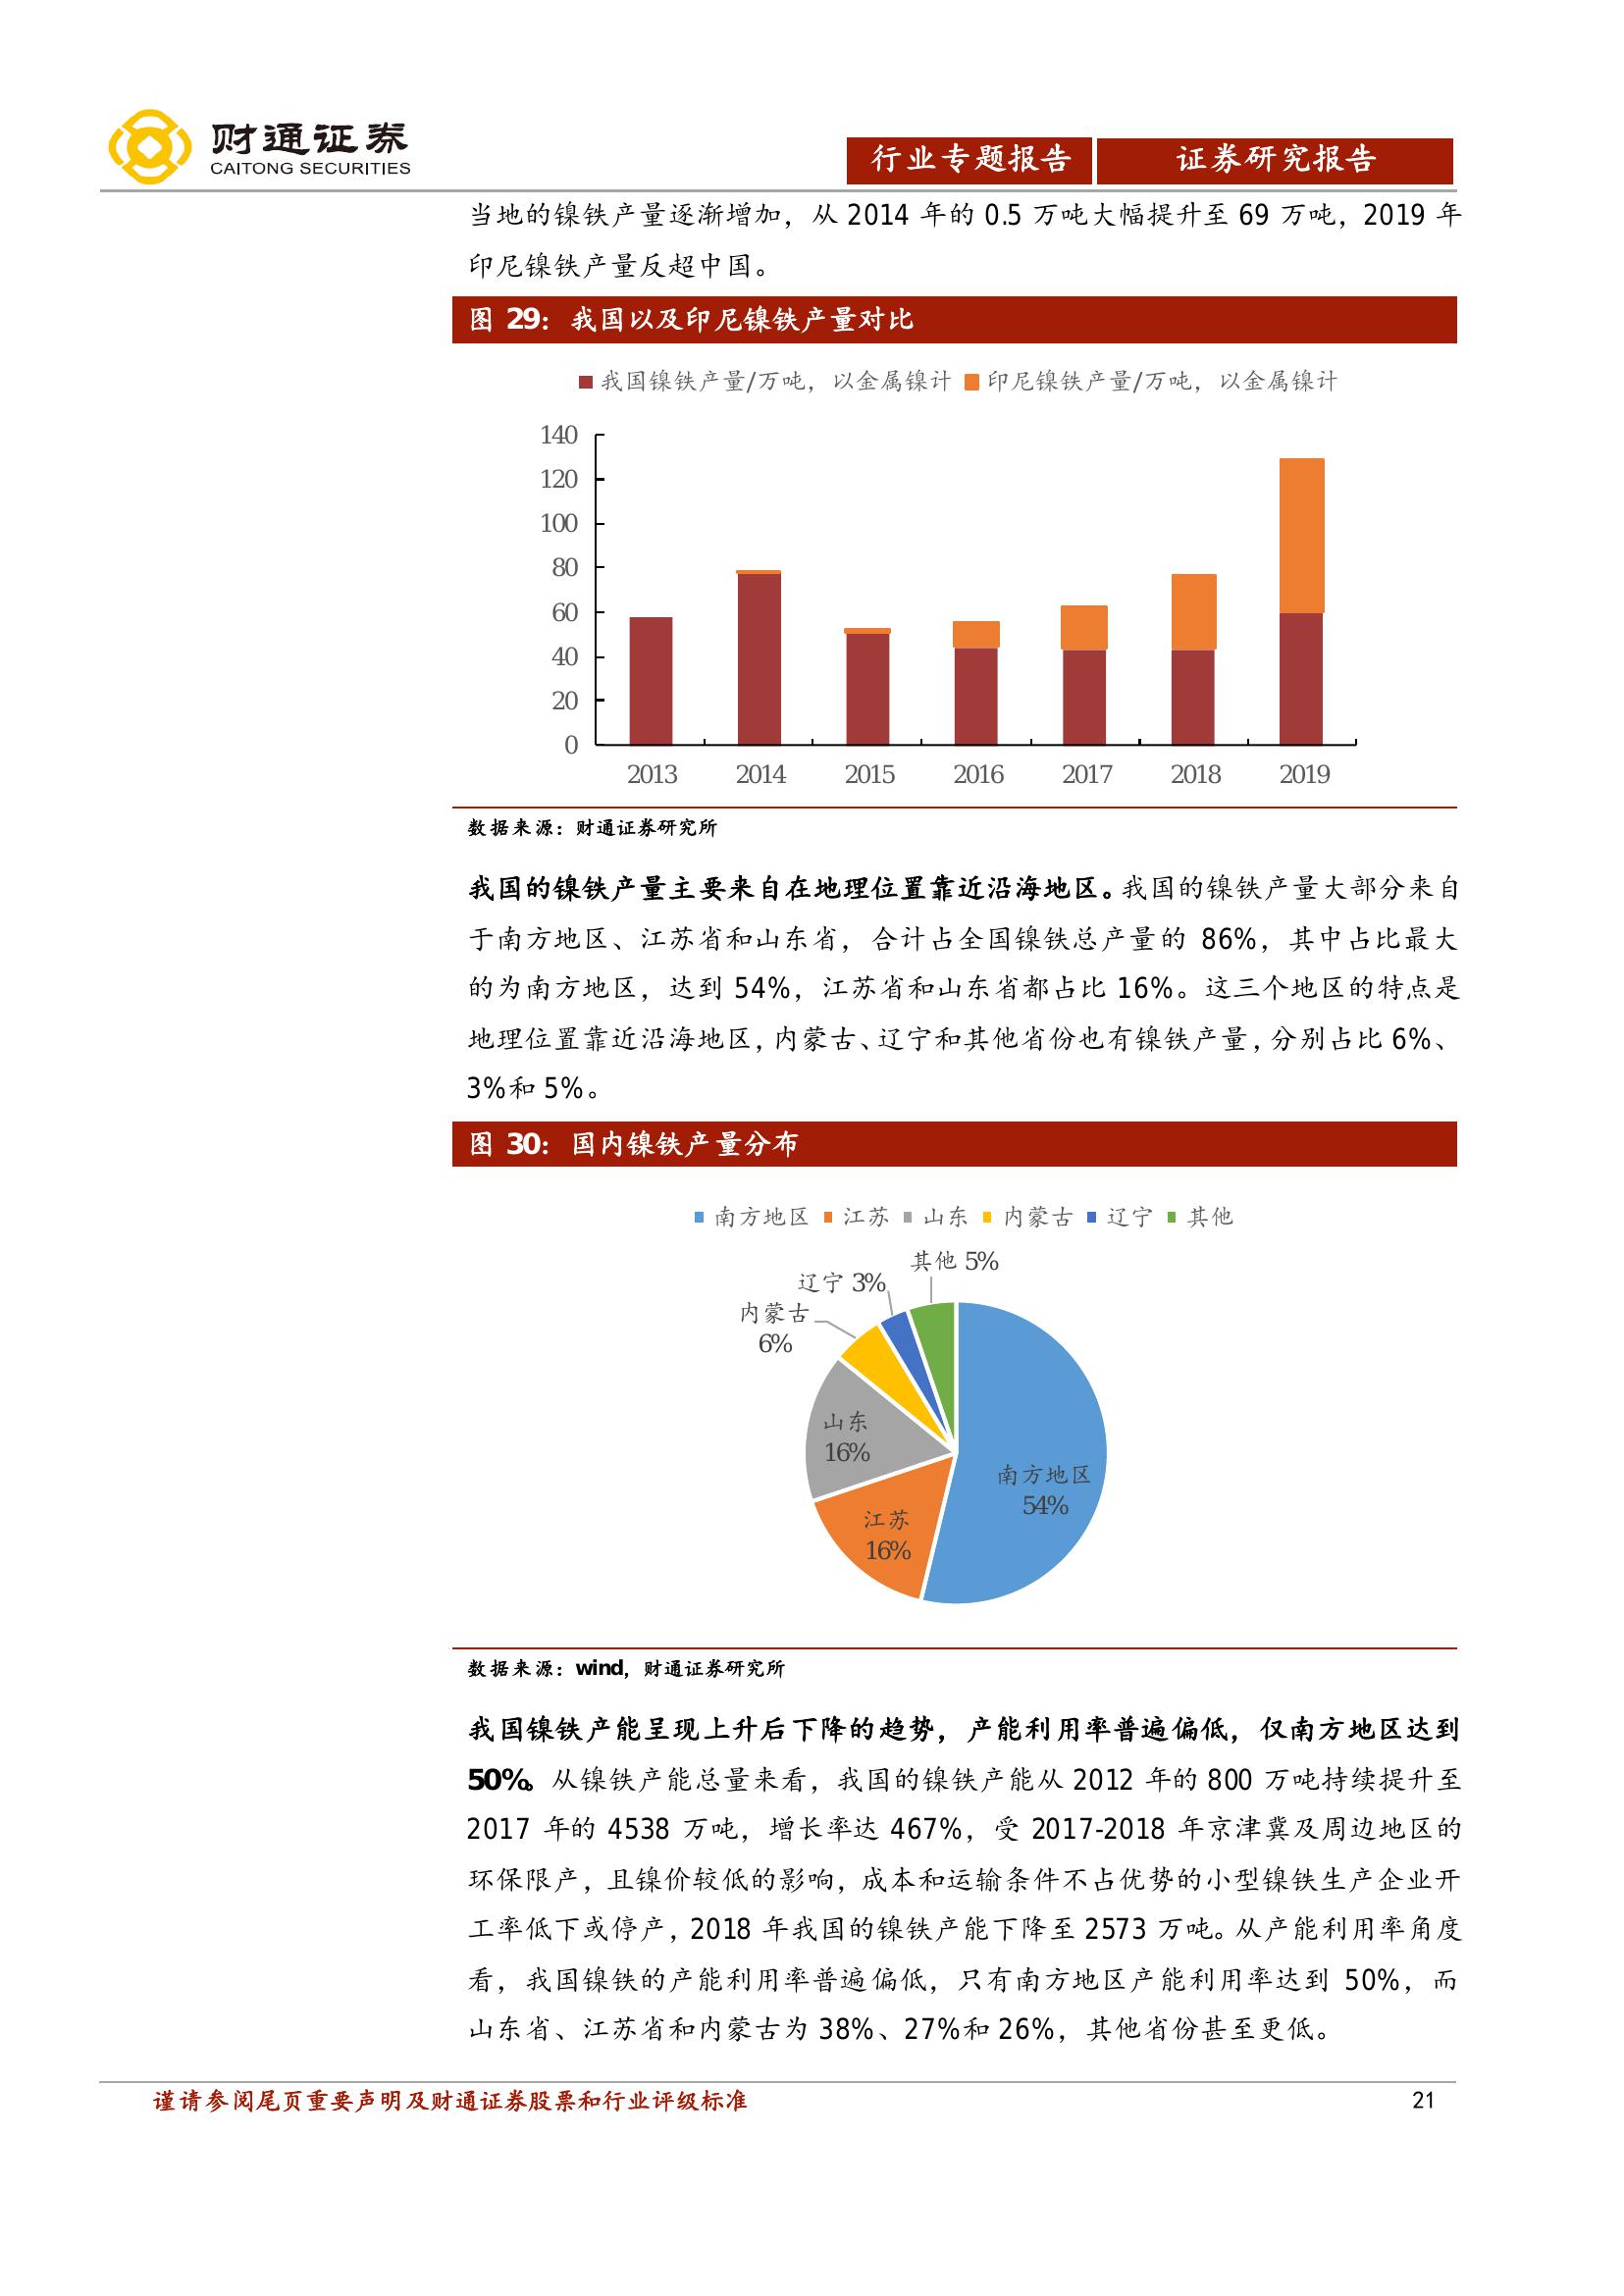 财通证券
CAITONG SECURITIES
行业专题报告
证券研究报告
当地的镍铁产量逐渐增加，从 2014 年的 0.5 万吨大幅提升至 69 万吨，2019 年
印尼镍铁产量反超中国。
图 29：我国以及印尼镍铁产量对比
我国镍铁产量/万吨，以金属镍计 印尼镍铁产量/万吨，以金属镍计
140
120
100
80
60
40
20
0
2013 2014 2015 2016 2017 2018 2019
数据来源：财通证券研究所
我国的镍铁产量主要来自在地理位置靠近沿海地区。我国的镍铁产量大部分来自
于南方地区、江苏省和山东省，合计占全国镍铁总产量的 86%，其中占比最大
的为南方地区，达到 54%，江苏省和山东省都占比 16%。这三个地区的特点是
地理位置靠近沿海地区，内蒙古、辽宁和其他省份也有镍铁产量，分别占比 6%、
3%和 5%。
图 30：国内镍铁产量分布
南方地区 江苏 山东 内蒙古 辽宁 其他
其他 5%
辽宁 3%
内蒙古
6%
山东
16%
南方地区
54%
江苏
16%
数据来源：wind，财通证券研究所
我国镍铁产能呈现上升后下降的趋势，产能利用率普遍偏低，仅南方地区达到
50%。从镍铁产能总量来看，我国的镍铁产能从 2012 年的 800 万吨持续提升至
2017 年的 4538 万吨，增长率达 467%，受 2017-2018 年京津冀及周边地区的
环保限产，且镍价较低的影响，成本和运输条件不占优势的小型镍铁生产企业开
工率低下或停产，2018 年我国的镍铁产能下降至 2573 万吨。从产能利用率角度
看，我国镍铁的产能利用率普遍偏低，只有南方地区产能利用率达到 50%，而
山东省、江苏省和内蒙古为 38%、27%和 26%，其他省份甚至更低。
谨请参阅尾页重要声明及财通证券股票和行业评级标准
21